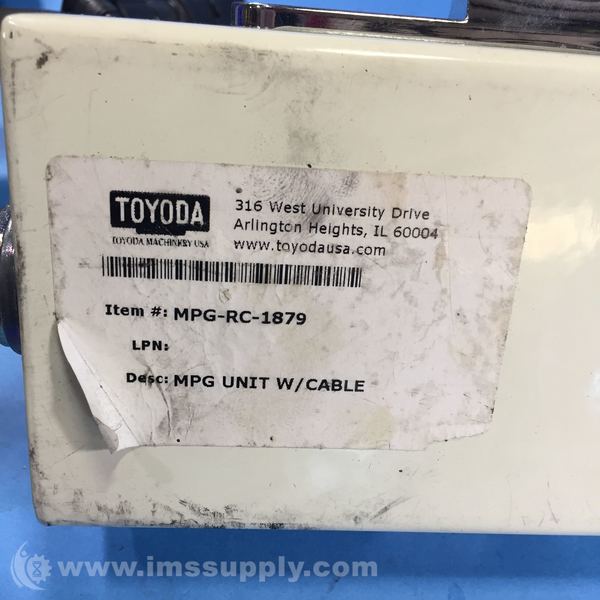 TOYODA
TOYODA MACHINERY USA
316 West University Drive
Arlington Heights, IL 60004
www.toyodausa.com
Item #: MPG-RC-1879
LPN:
Desc: MPG UNIT W/CABLE
www.imssupply.com